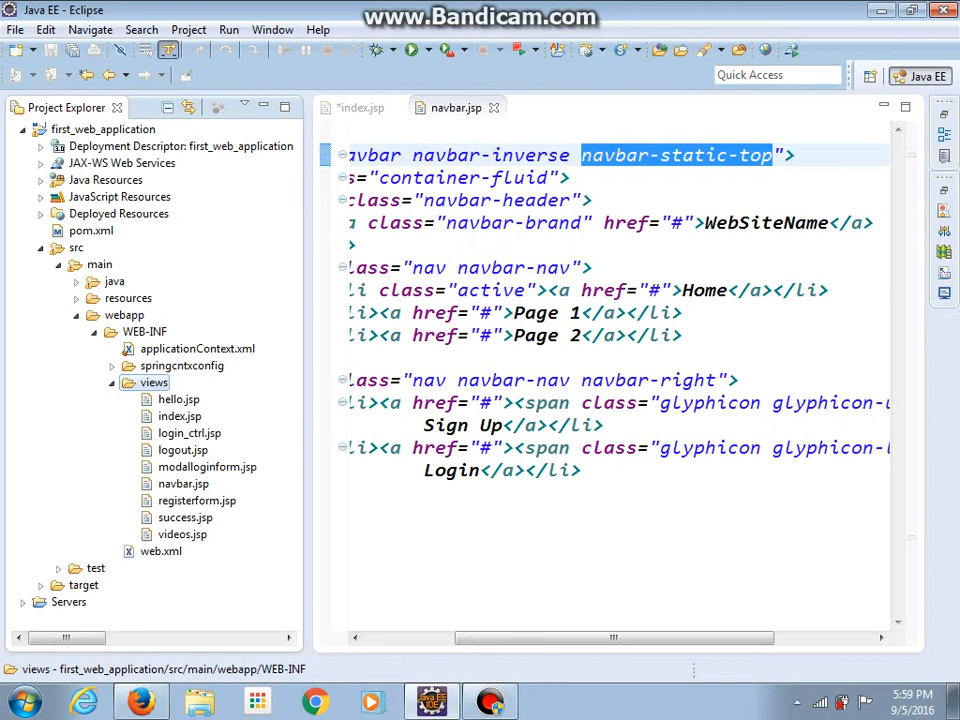 Java EE - Eclipse
www.Bandicam.com
File Edit Navigate Search Project Run Window Help
Quick Access
Java EE
Project Explorer
*index.jsp
navbar.jsp
first_web_application
Deployment Descriptor: first_web_application
JAX-WS Web Services
Java Resources
JavaScript Resources
Deployed Resources
pom.xml
src
main
java
resources
webapp
WEB-INF
applicationContext.xml
springcntxconfig
views
hello.jsp
index.jsp
login_ctrl.jsp
logout.jsp
modalloginform.jsp
navbar.jsp
registerform.jsp
success.jsp
videos.jsp
web.xml
test
target
Servers
avbar navbar-inverse navbar-static-top">
s="container-fluid">
class="navbar-header">
a class="navbar-brand" href="#">WebSiteName</a>
>
lass="nav navbar-nav">
li class="active"><a href="#">Home</a></li>
li><a href="#">Page 1</a></li>
li><a href="#">Page 2</a></li>
lass="nav navbar-nav navbar-right">
li><a href="#"><span class="glyphicon glyphicon-u
Sign Up</a></li>
li><a href="#"><span class="glyphicon glyphicon-l
Login</a></li>
views - first_web_application/src/main/webapp/WEB-INF
5:59 PM
9/5/2016